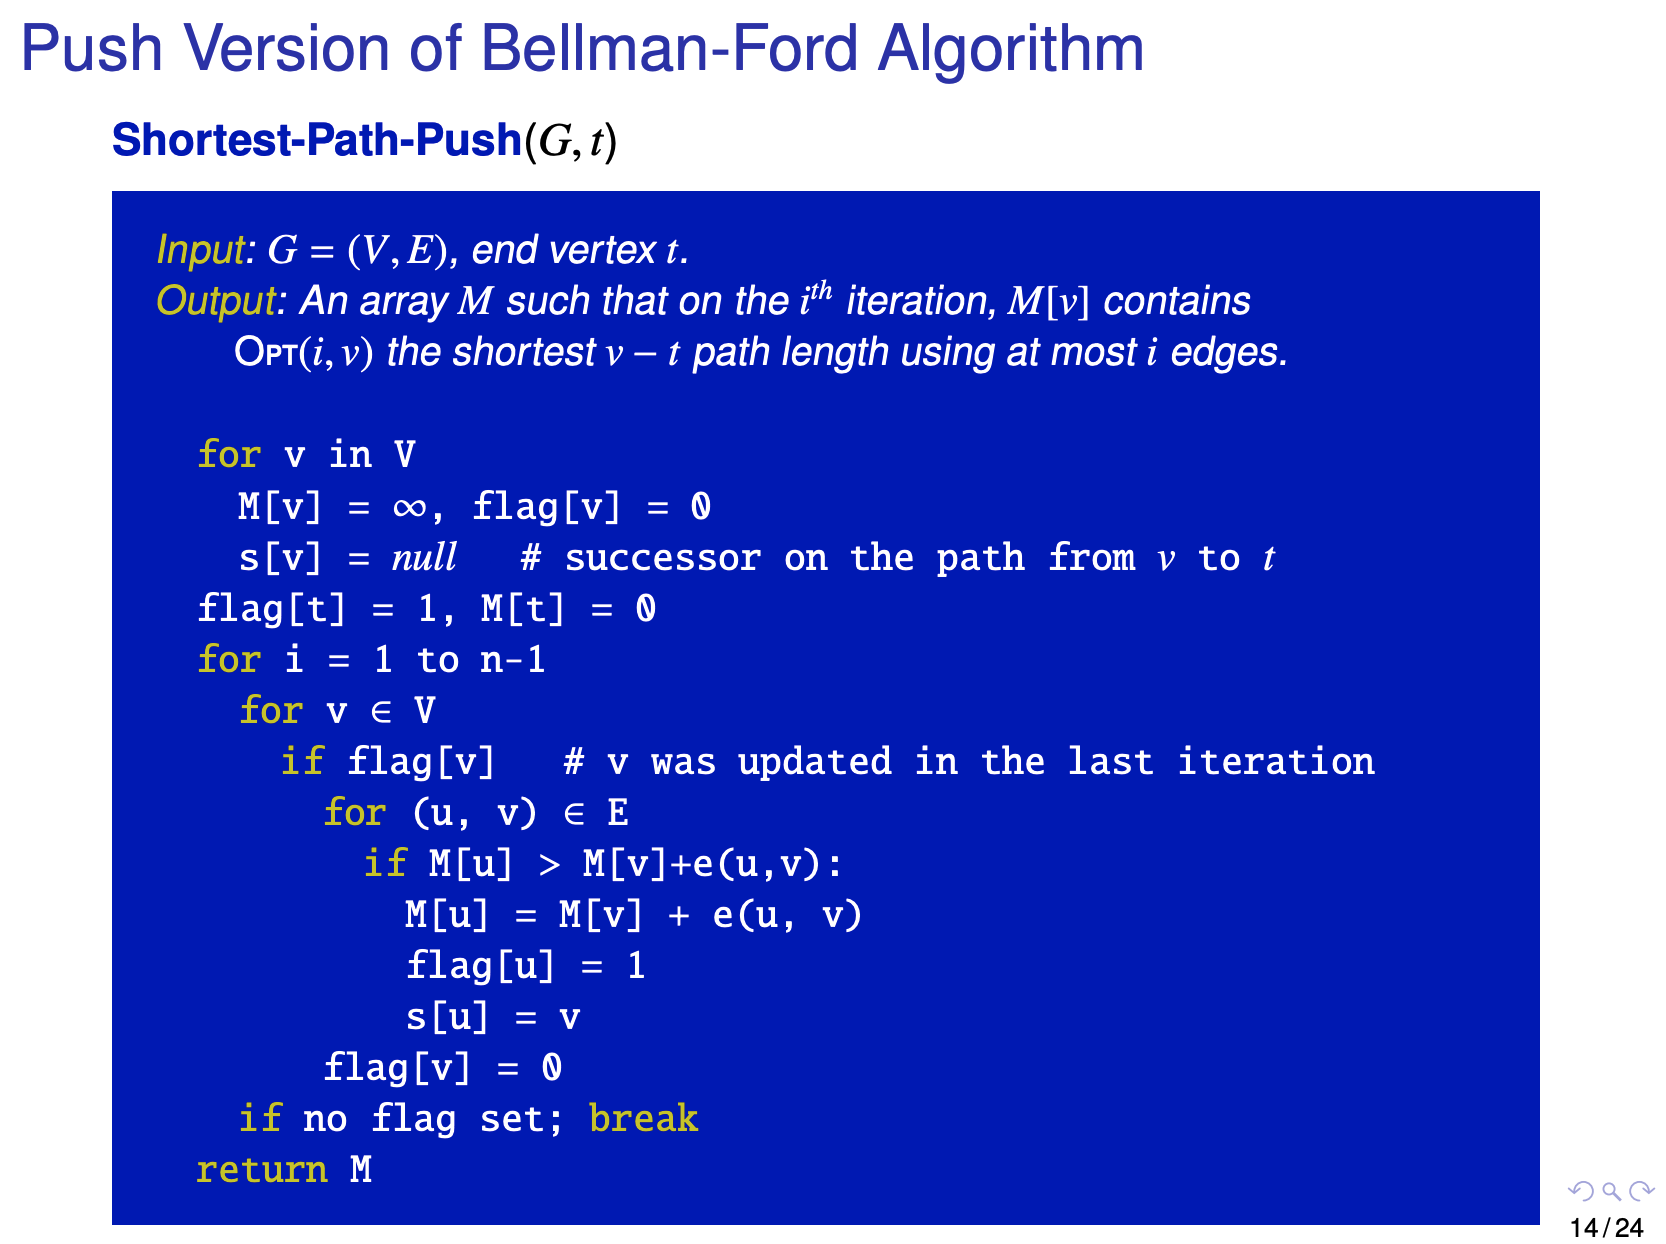 Push Version of Bellman-Ford Algorithm
Shortest-Path-Push(G, t)
Input: G = (V, E), end vertex t.
Output: An array M such that on the iᵗʰ iteration, M[v] contains
Opt(i, v) the shortest v − t path length using at most i edges.
for v in V
M[v] = ∞, flag[v] = 0
s[v] = null # successor on the path from v to t
flag[t] = 1, M[t] = 0
for i = 1 to n-1
for v ∈ V
if flag[v] # v was updated in the last iteration
for (u, v) ∈ E
if M[u] > M[v]+e(u,v):
M[u] = M[v] + e(u, v)
flag[u] = 1
s[u] = v
flag[v] = 0
if no flag set; break
return M
14 / 24